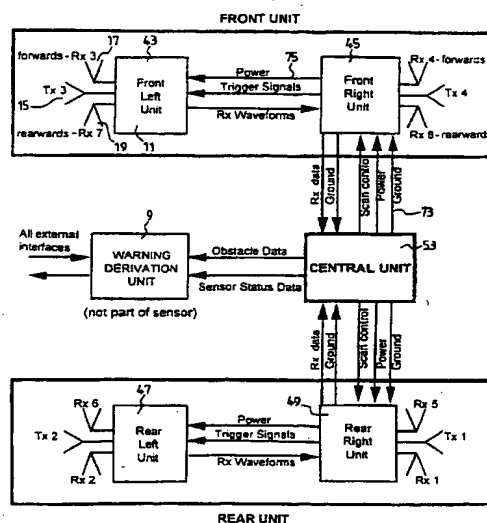 FRONT UNIT
forwards - Rx 3
17
43
75
45
Rx 4 - forwards
Tx 3
15
Front
Left
Unit
Power
Trigger Signals
Rx Waveforms
Front
Right
Unit
Tx 4
rearwards - Rx 7
19
11
Rx 8 - rearwards
Rx data
Ground
Scan control
Power
Ground
73
All external
interfaces
9
WARNING
DERIVATION
UNIT
(not part of sensor)
Obstacle Data
Sensor Status Data
53
CENTRAL UNIT
Rx data
Ground
Scan control
Power
Ground
Rx 6
47
49
Rx 5
Tx 2
Rear
Left
Unit
Power
Trigger Signals
Rx Waveforms
Rear
Right
Unit
Tx 1
Rx 2
Rx 1
REAR UNIT